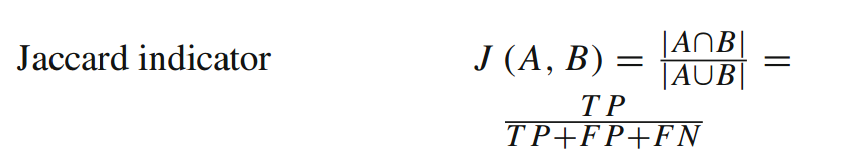 Jaccard indicator J (A, B) = |A∩B| / |A∪B| =
TP / TP+FP+FN